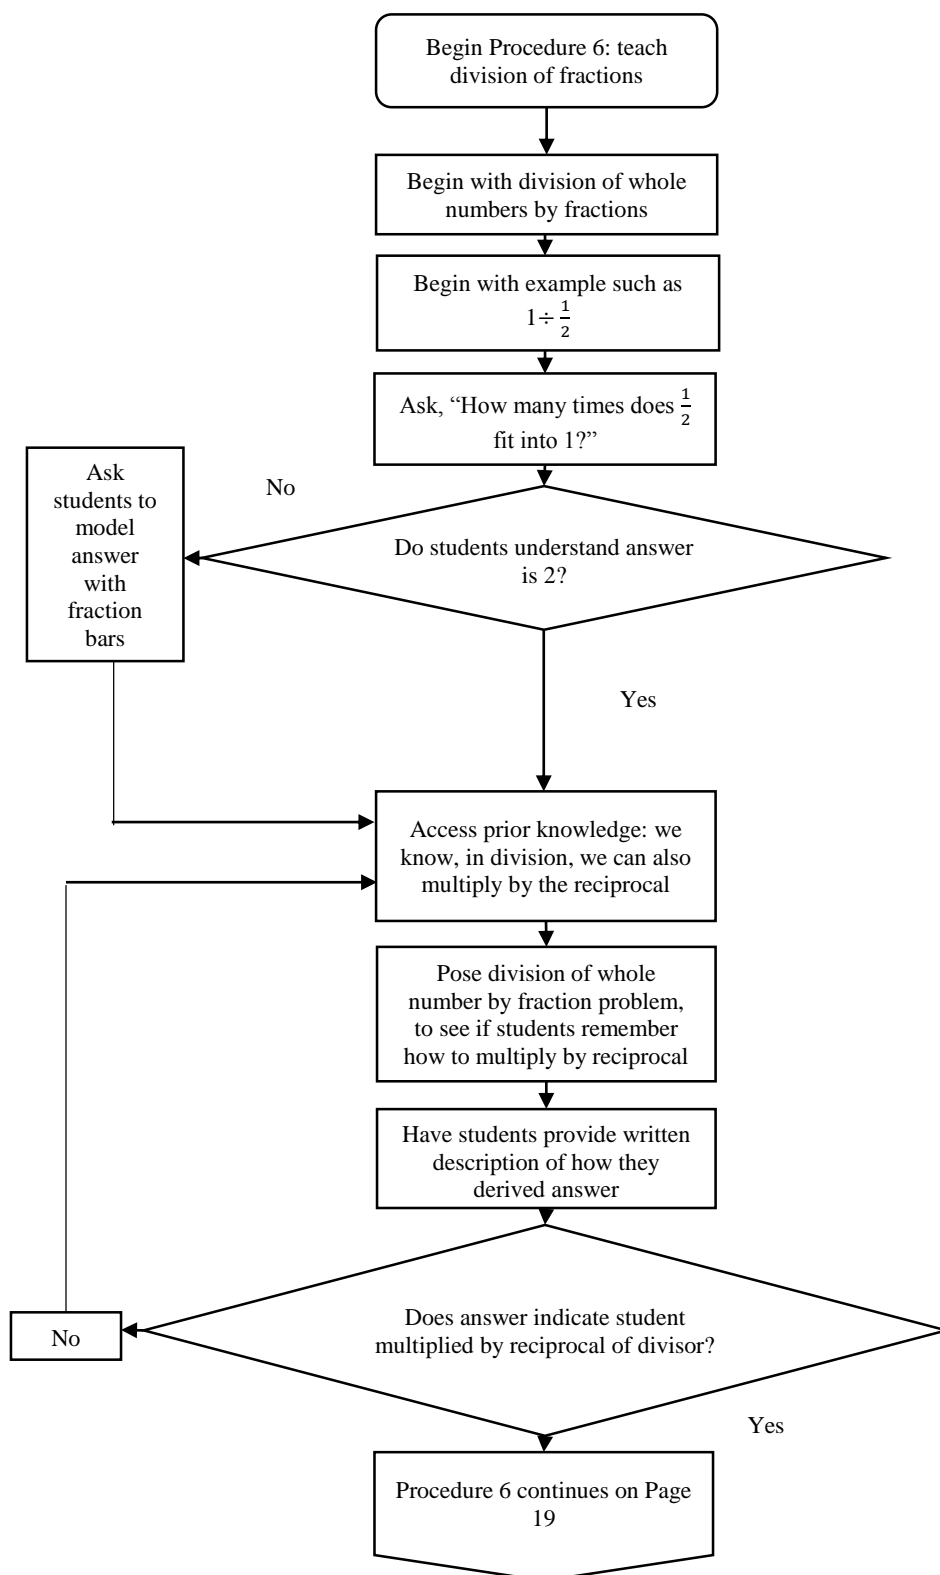 Begin Procedure 6: teach
division of fractions
Begin with division of whole
numbers by fractions
Begin with example such as
1÷ 1/2
Ask, “How many times does 1/2
fit into 1?”
No
Ask
students to
model
answer
with
fraction
bars
Do students understand answer
is 2?
Yes
Access prior knowledge: we
know, in division, we can also
multiply by the reciprocal
Pose division of whole
number by fraction problem,
to see if students remember
how to multiply by reciprocal
Have students provide written
description of how they
derived answer
Does answer indicate student
multiplied by reciprocal of divisor?
No
Yes
Procedure 6 continues on Page
19